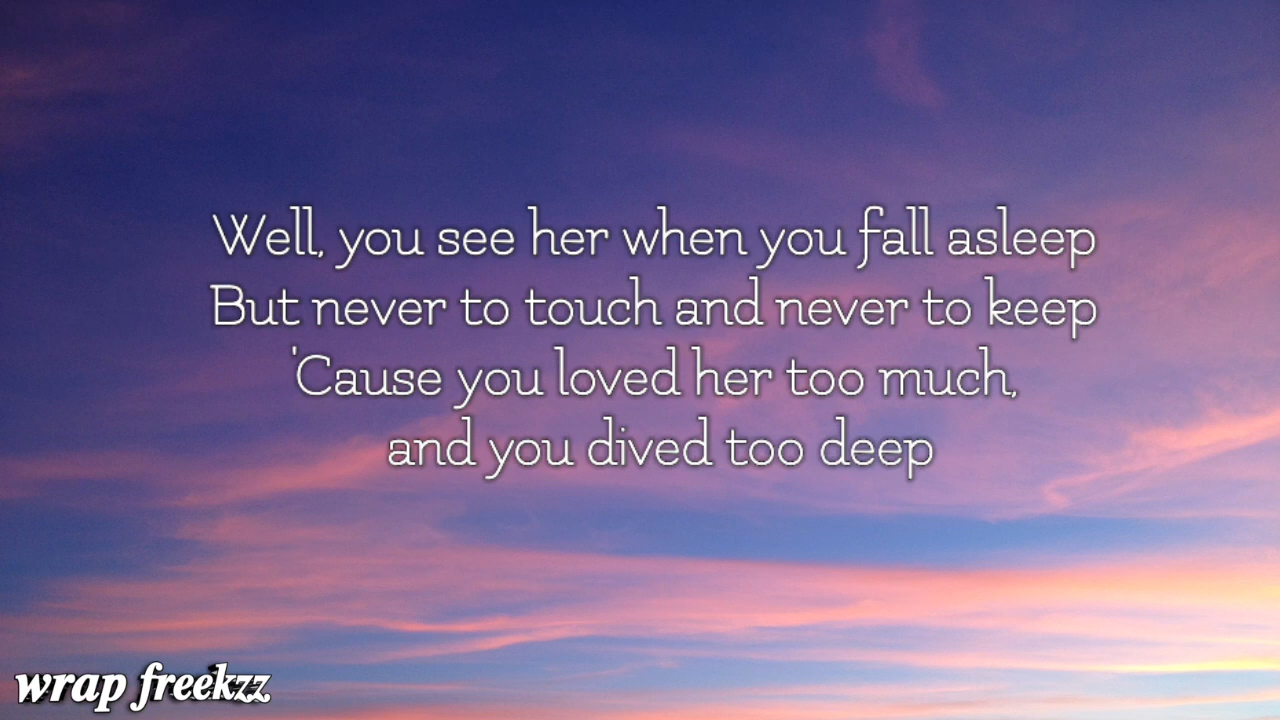 Well, you see her when you fall asleep
But never to touch and never to keep
'Cause you loved her too much,
and you dived too deep
wrap freekzz